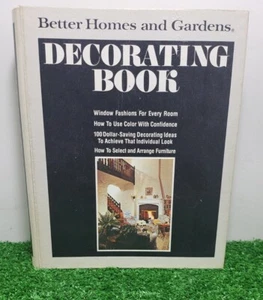 Better Homes and Gardens®
DECORATING
BOOK
Window Fashions For Every Room
How To Use Color With Confidence
100 Dollar-Saving Decorating Ideas
To Achieve That Individual Look
How To Select and Arrange Furniture